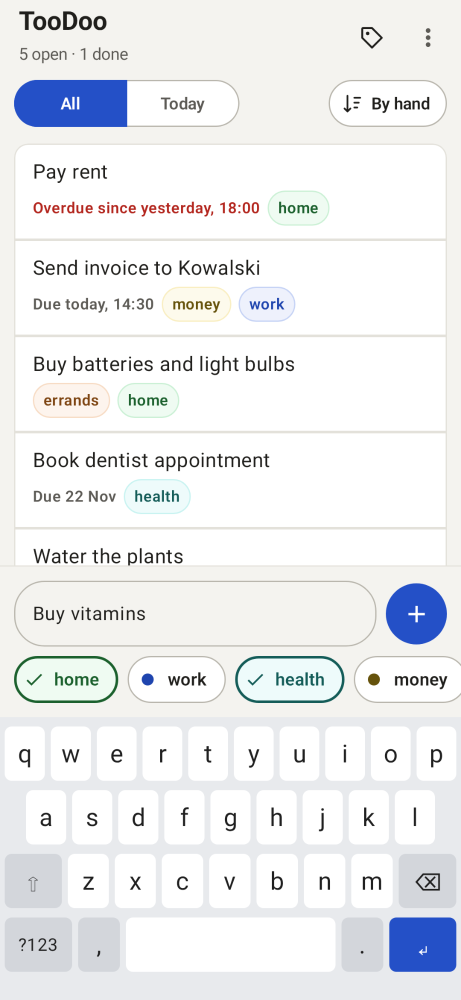 TooDoo
5 open · 1 done
All
Today
By hand
Pay rent
Overdue since yesterday, 18:00
home
Send invoice to Kowalski
Due today, 14:30
money
work
Buy batteries and light bulbs
errands
home
Book dentist appointment
Due 22 Nov
health
Water the plants
Buy vitamins
home
work
health
money
q w e r t y u i o p
a s d f g h j k l
z x c v b n m
?123 , .